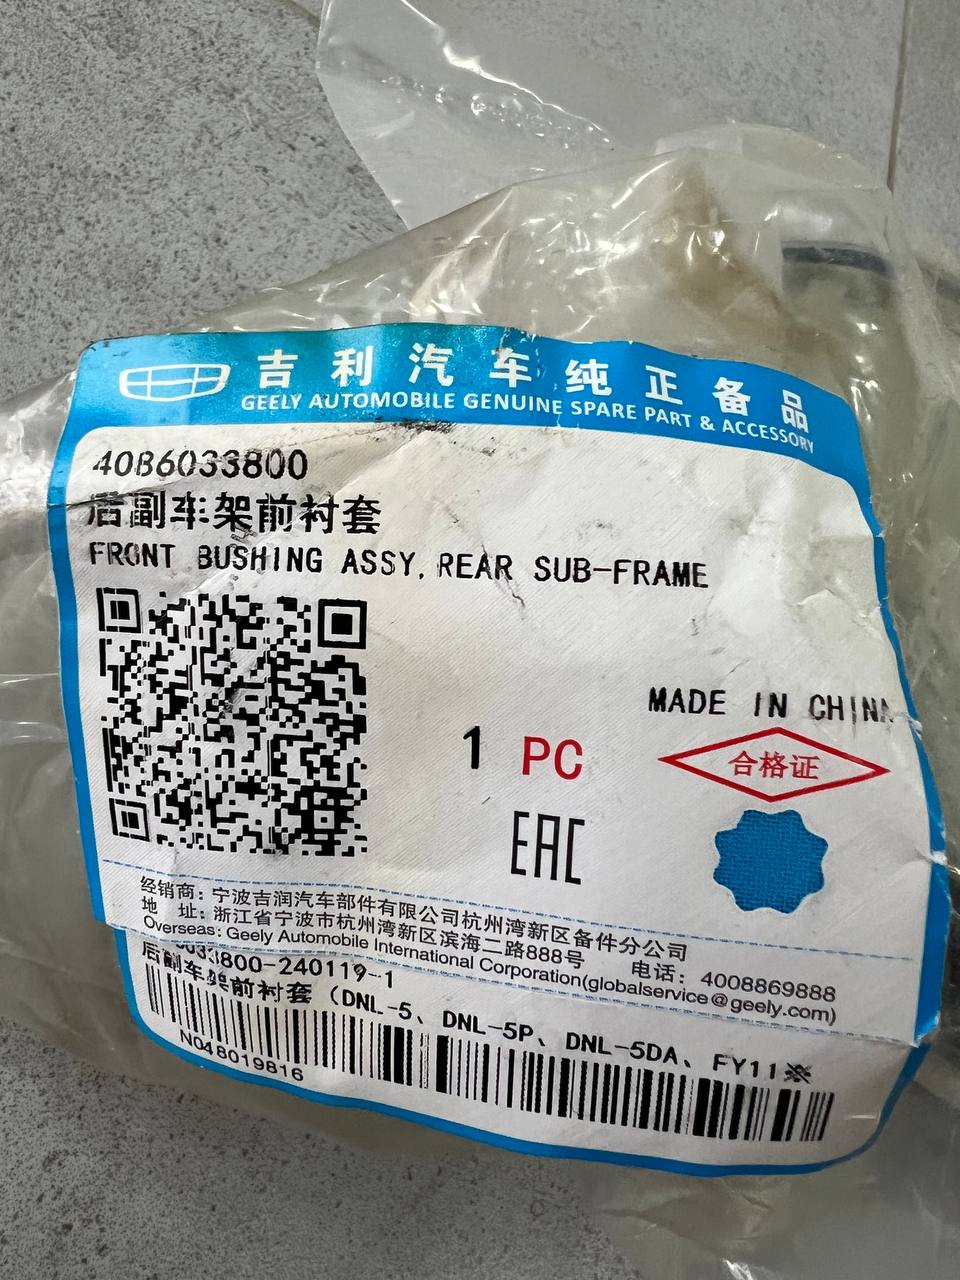 吉利汽车纯正备品
GEELY AUTOMOBILE GENUINE SPARE PART & ACCESSORY
4086033800
后副车架前衬套
FRONT BUSHING ASSY, REAR SUB-FRAME
MADE IN CHINA
1 PC
合格证
EAC
经销商：宁波吉润汽车部件有限公司杭州湾新区备件分公司
地 址：浙江省宁波市杭州湾新区滨海二路888号 电话：4008869888
Overseas: Geely Automobile International Corporation(globalservice@geely.com)
033800-240119-1
后副车架前衬套（DNL-5、DNL-5P、DNL-5DA、FY11※
N048019816